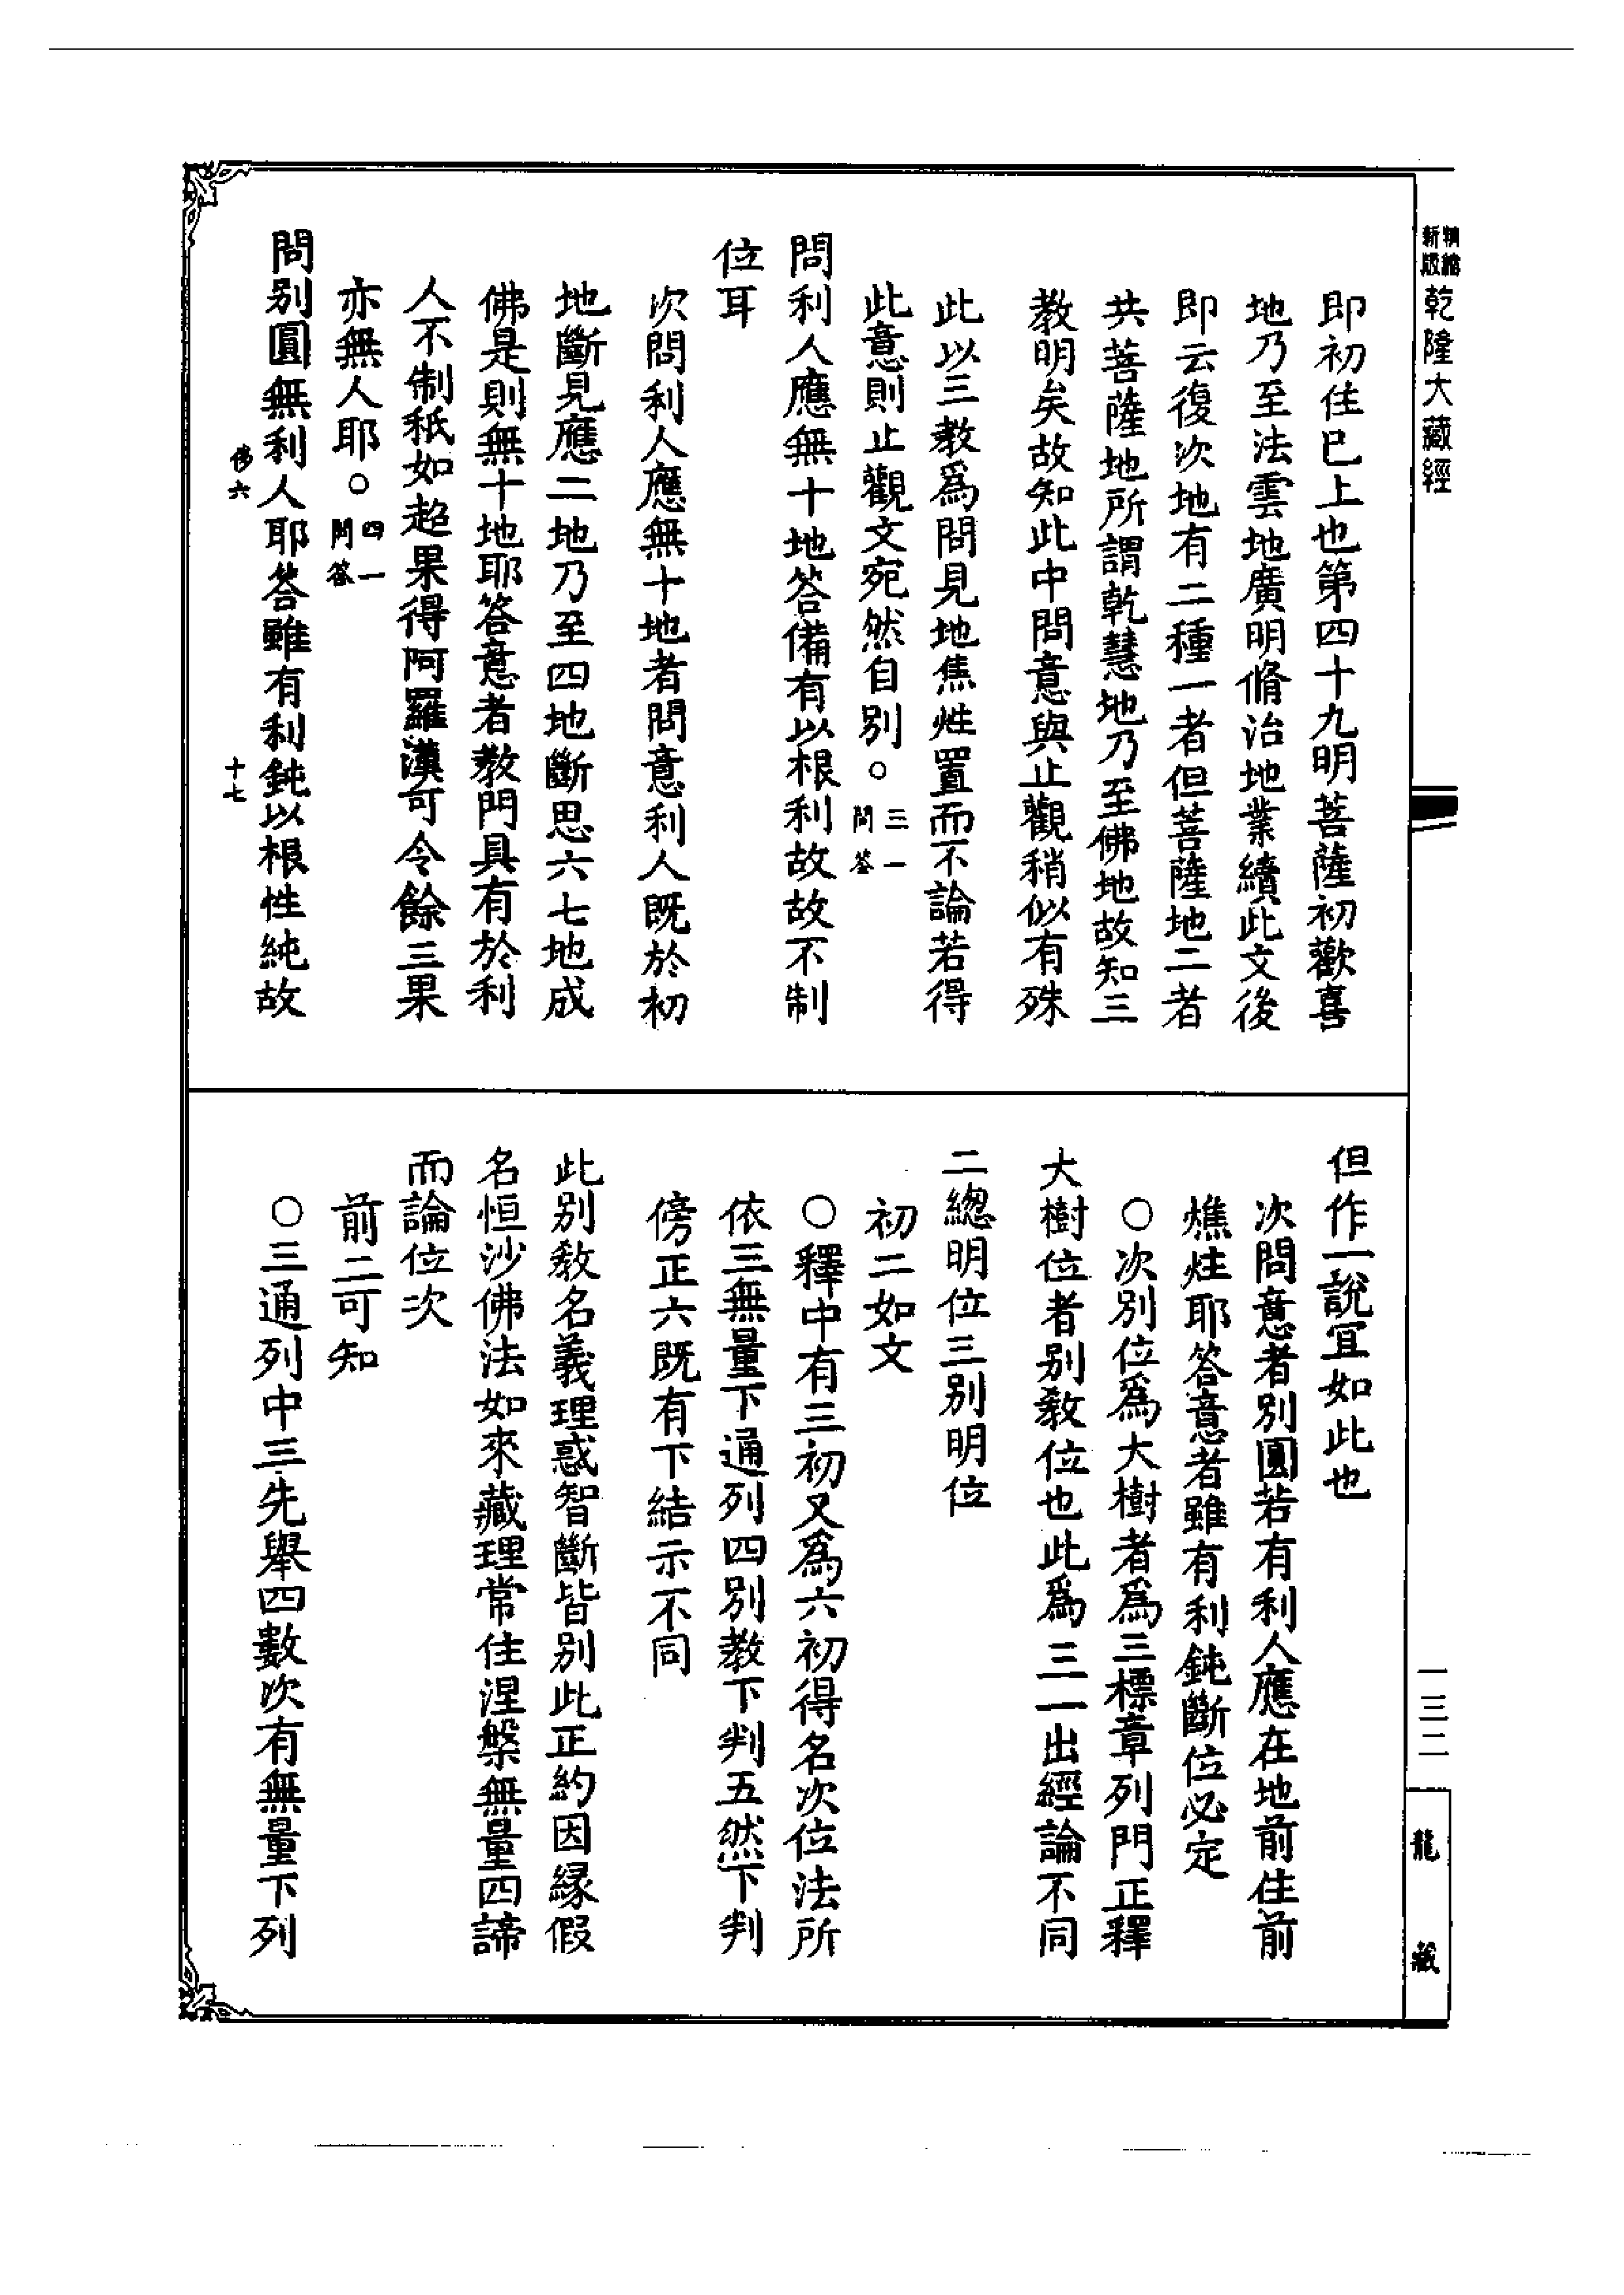 精縮
新版
乾隆大藏經
即初住已上也第四十九明菩薩初歡喜
地乃至法雲地廣明脩治地業續此文後
即云復次地有二種一者但菩薩地二者
共菩薩地所謂乾慧地乃至佛地故知三
教明矣故知此中問意與止觀稍似有殊
此以三教爲問見地焦炷置而不論若得
此意則止觀文宛然自別。三一問答
問利人應無十地答備有以根利故故不制
位耳
次問利人應無十地者問意利人既於初
地斷見應二地乃至四地斷思六七地成
佛是則無十地耶答意者教門具有於利
人不制秖如超果得阿羅漢可令餘三果
亦無人耶。四一問答
問別圓無利人耶答雖有利鈍以根性純故
佛六
十七
但作一說宜如此也
次問意者別圓若有利人應在地前住前
燋炷耶答意者雖有利鈍斷位必定
○次別位爲大樹者爲三標章列門正釋
大樹位者別敎位也此爲三一出經論不同
二總明位三別明位
初二如文
○釋中有三初又爲六初得名次位法所
依三無量下通列四別教下判五然下判
傍正六既有下結示不同
此別敎名義理惑智斷皆別此正約因緣假
名恒沙佛法如來藏理常住涅槃無量四諦
而論位次
前二可知
○三通列中三先舉四數次有無量下列
一三二
龍藏